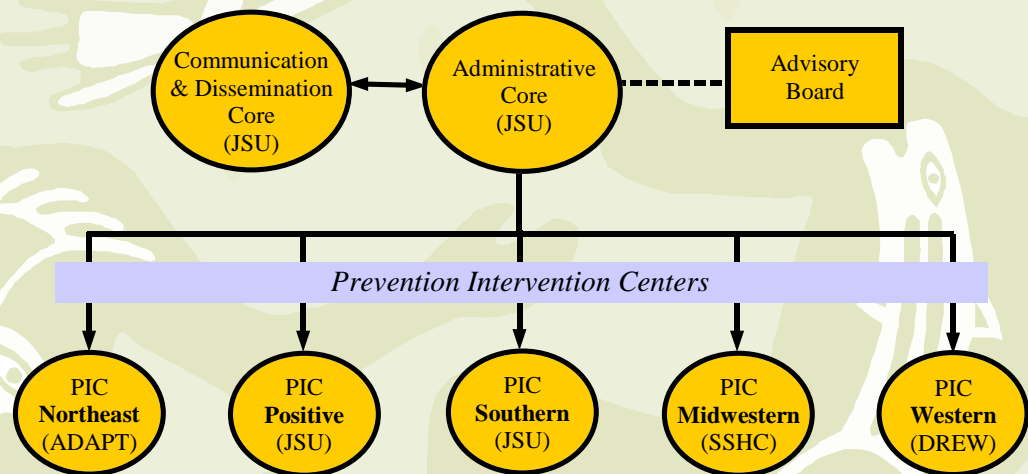 Communication
& Dissemination
Core
(JSU)
Administrative
Core
(JSU)
Advisory
Board
Prevention Intervention Centers
PIC
Northeast
(ADAPT)
PIC
Positive
(JSU)
PIC
Southern
(JSU)
PIC
Midwestern
(SSHC)
PIC
Western
(DREW)